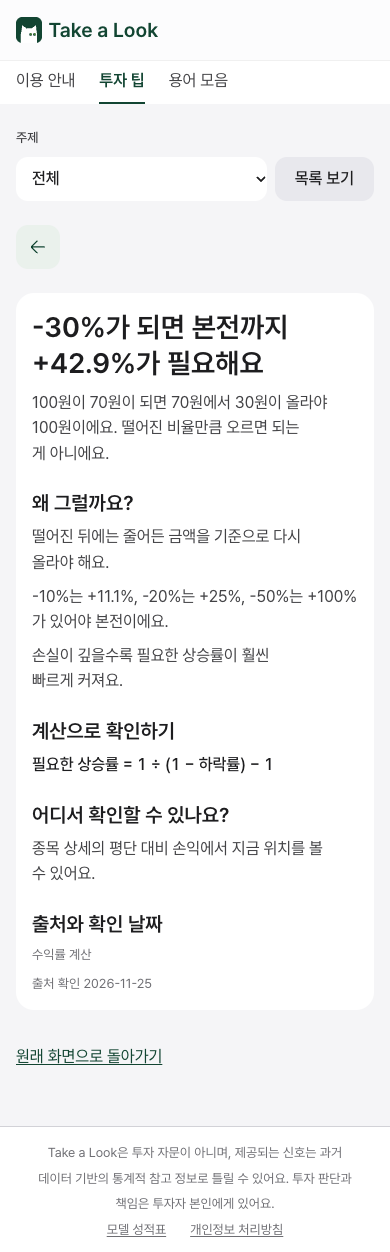 Take a Look
이용 안내 투자 팁 용어 모음
주제
전체 목록 보기
-30%가 되면 본전까지
+42.9%가 필요해요
100원이 70원이 되면 70원에서 30원이 올라야
100원이에요. 떨어진 비율만큼 오르면 되는
게 아니에요.
왜 그럴까요?
떨어진 뒤에는 줄어든 금액을 기준으로 다시
올라야 해요.
-10%는 +11.1%, -20%는 +25%, -50%는 +100%
가 있어야 본전이에요.
손실이 깊을수록 필요한 상승률이 훨씬
빠르게 커져요.
계산으로 확인하기
필요한 상승률 = 1 ÷ (1 − 하락률) − 1
어디서 확인할 수 있나요?
종목 상세의 평단 대비 손익에서 지금 위치를 볼
수 있어요.
출처와 확인 날짜
수익률 계산
출처 확인 2026-11-25
원래 화면으로 돌아가기
Take a Look은 투자 자문이 아니며, 제공되는 신호는 과거
데이터 기반의 통계적 참고 정보로 틀릴 수 있어요. 투자 판단과
책임은 투자자 본인에게 있어요.
모델 성적표 개인정보 처리방침